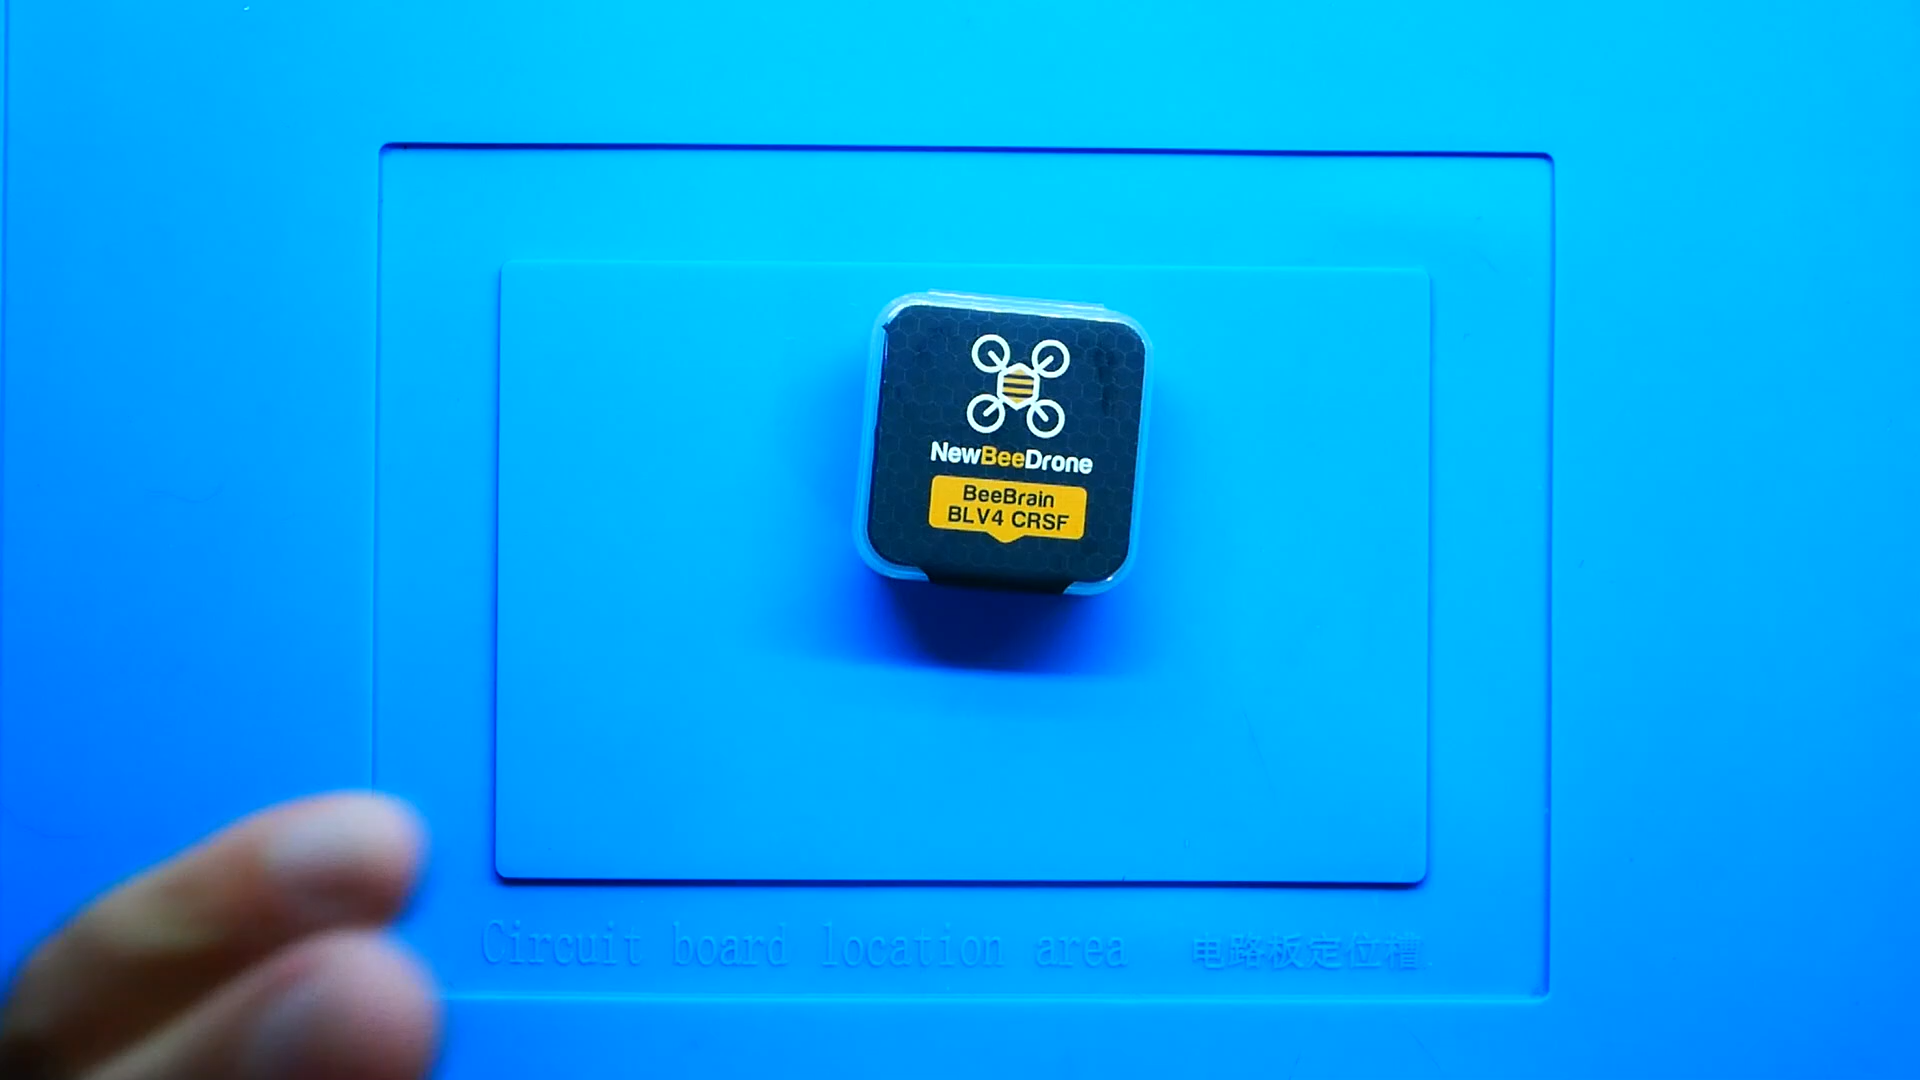 NewBeeDrone
BeeBrain
BLV4 CRSF
Circuit board location area 电路板定位槽